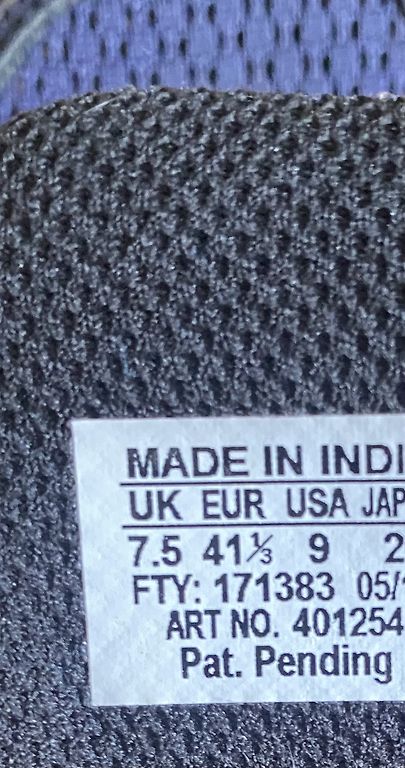 MADE IN INDI
UK EUR USA JAP
7.5 41⅓ 9 2
FTY: 171383 05/
ART NO. 401254
Pat. Pending